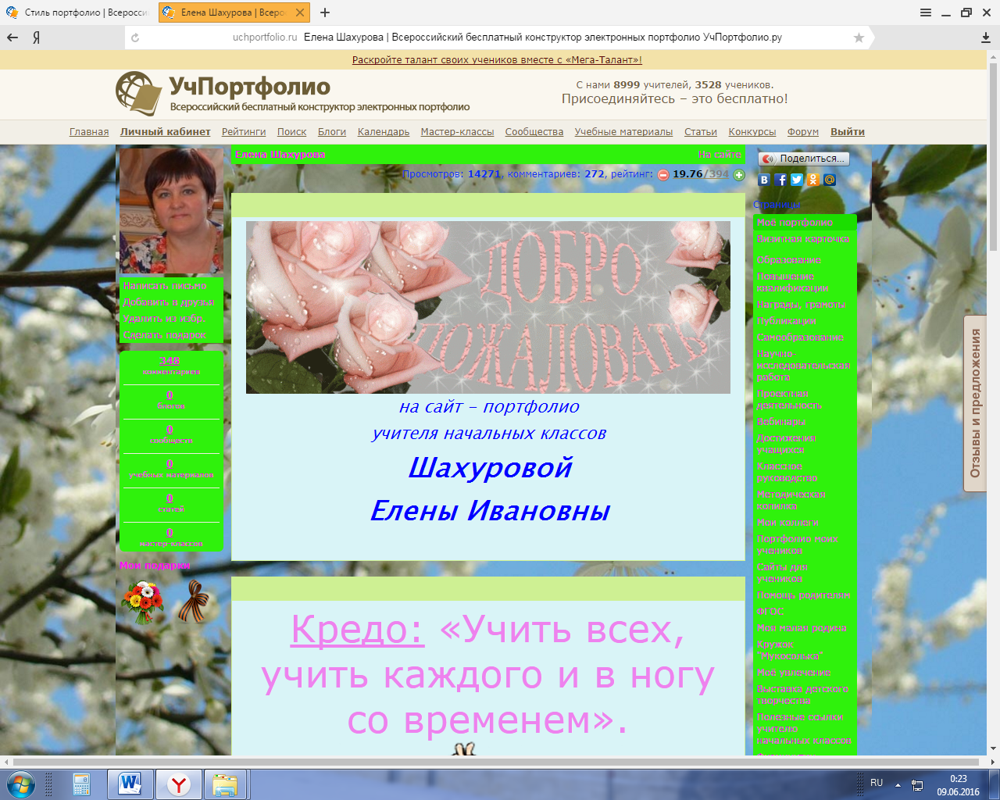 Стиль портфолио | Всероссий
Елена Шахурова | Всеро
Я
uchportfolio.ru Елена Шахурова | Всероссийский бесплатный конструктор электронных портфолио УчПортфолио.ру
Раскройте талант своих учеников вместе с «Мега-Талант»!
УчПортфолио
Всероссийский бесплатный конструктор электронных портфолио
С нами 8999 учителей, 3528 учеников.
Присоединяйтесь – это бесплатно!
Главная Личный кабинет Рейтинги Поиск Блоги Календарь Мастер-классы Сообщества Учебные материалы Статьи Конкурсы Форум Выйти
Написать письмо
Добавить в друзья
Удалить из избр.
Сделать подарок
348
комментариев
0
блогов
0
сообществ
0
учебных материалов
0
статей
0
мастер-классов
Мои подарки
Елена Шахурова На сайте
Просмотров: 14271, комментариев: 272, рейтинг: 19.76/394
ДОБРО
ПОЖАЛОВАТЬ
на сайт – портфолио
учителя начальных классов
Шахуровой
Елены Ивановны
Кредо: «Учить всех,
учить каждого и в ногу
со временем».
Поделиться...
Страницы
Моё портфолио
Визитная карточка
Образование
Повышение
квалификации
Награды, грамоты
Публикации
Самообразование
Научно-
исследовательская
работа
Проектная
деятельность
Вебинары
Достижения
учащихся
Классное
руководство
Методическая
копилка
Мои коллеги
Портфолио моих
учеников
Сайты для
учеников
Помощь родителям
ФГОС
Моя малая родина
Кружок
"Мукосолька"
Моё увлечение
Выставка детского
творчества
Полезные ссылки
учителю
начальных классов
Отзывы и предложения
RU
0:23
09.06.2016